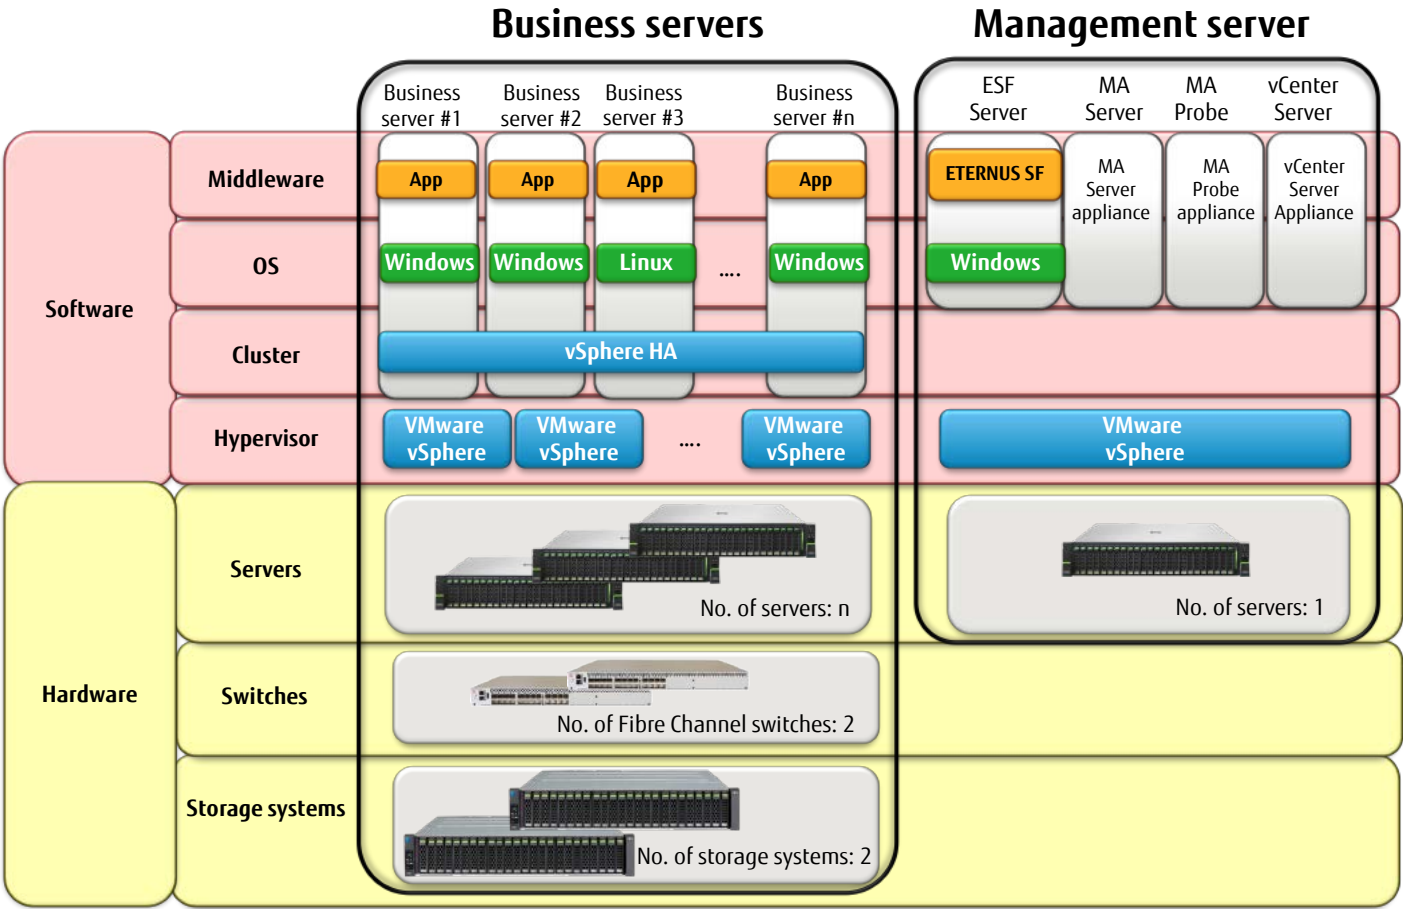 Business servers
Management server
Business
server #1
Business
server #2
Business
server #3
Business
server #n
ESF
Server
MA
Server
MA
Probe
vCenter
Server
Software
Middleware
App
App
App
App
ETERNUS SF
MA
Server
appliance
MA
Probe
appliance
vCenter
Server
Appliance
OS
Windows
Windows
Linux
....
Windows
Windows
Cluster
vSphere HA
Hypervisor
VMware
vSphere
VMware
vSphere
....
VMware
vSphere
VMware
vSphere
Hardware
Servers
No. of servers: n
No. of servers: 1
Switches
No. of Fibre Channel switches: 2
Storage systems
No. of storage systems: 2